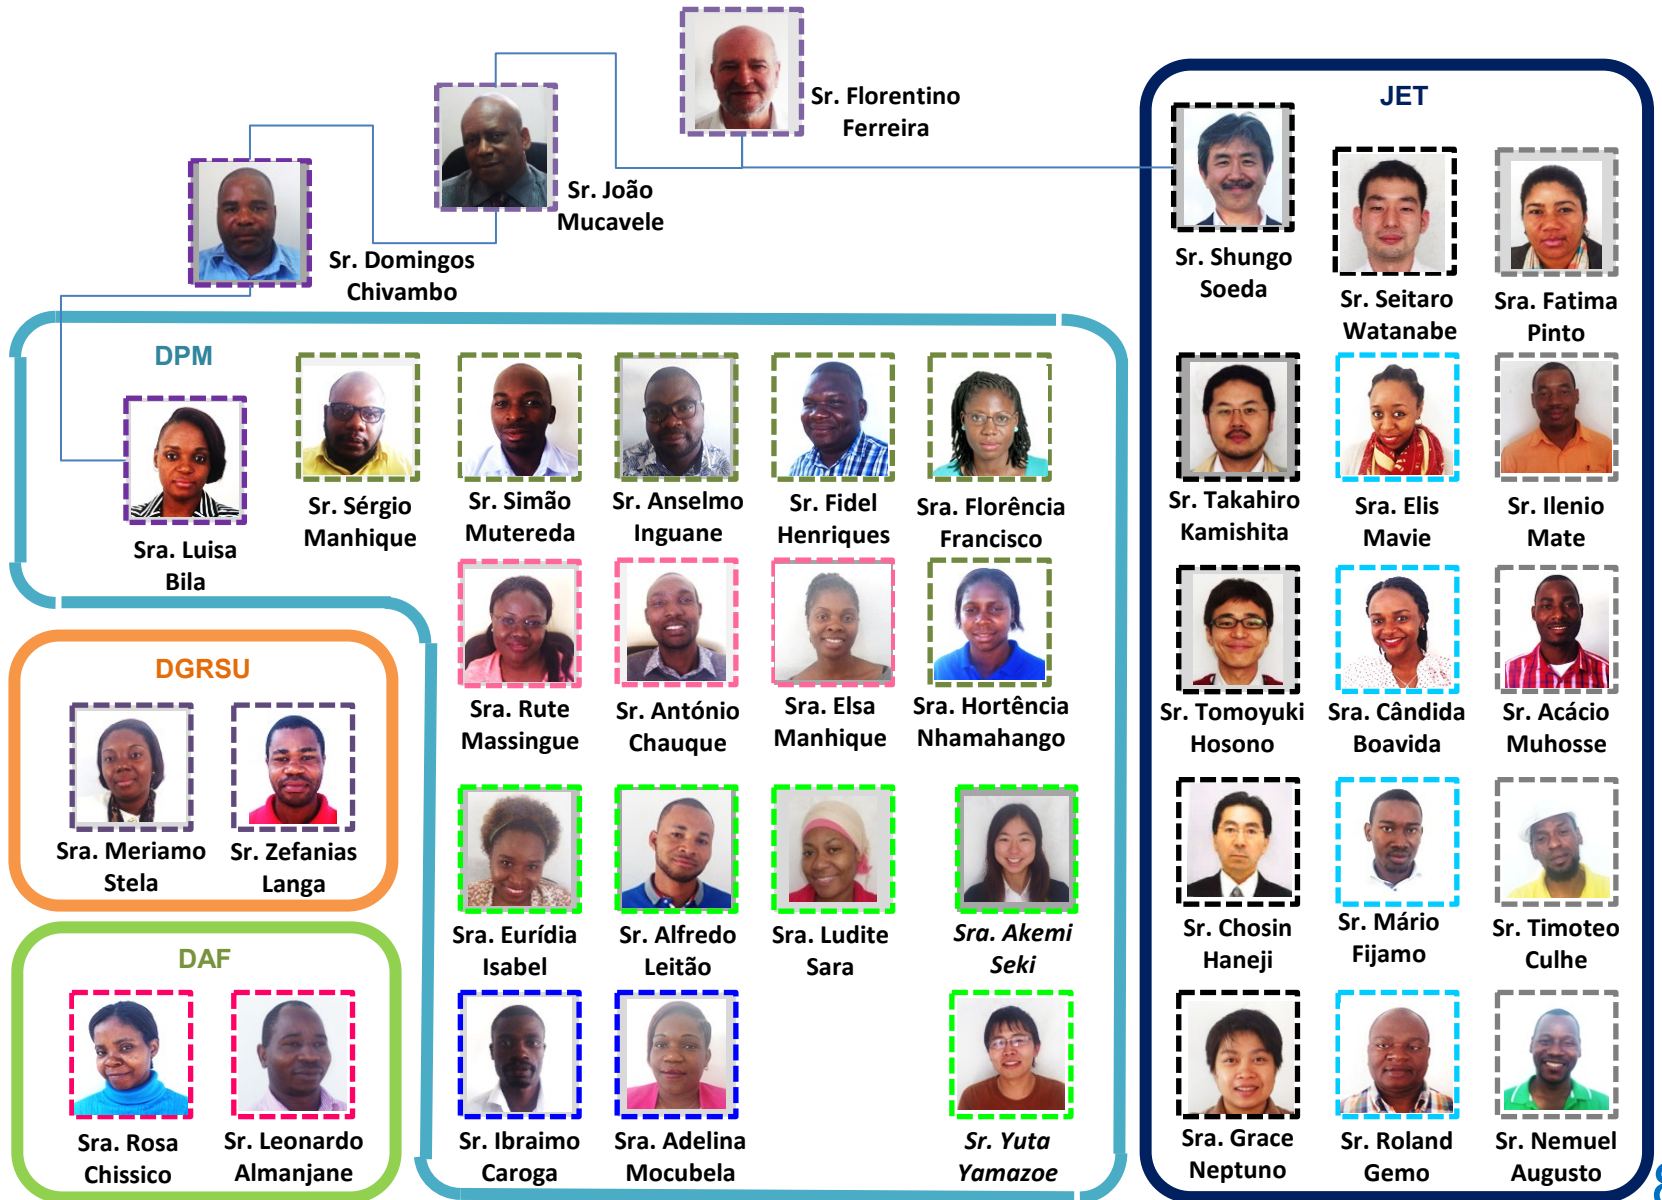 Sr. Florentino
Ferreira
Sr. João
Mucavele
Sr. Domingos
Chivambo
DPM
Sra. Luisa
Bila
Sr. Sérgio
Manhique
Sr. Simão
Mutereda
Sr. Anselmo
Inguane
Sr. Fidel
Henriques
Sra. Florência
Francisco
Sra. Rute
Massingue
Sr. António
Chauque
Sra. Elsa
Manhique
Sra. Hortência
Nhamahango
Sra. Eurídia
Isabel
Sr. Alfredo
Leitão
Sra. Ludite
Sara
Sra. Akemi
Seki
Sr. Ibraimo
Caroga
Sra. Adelina
Mocubela
Sr. Yuta
Yamazoe
DGRSU
Sra. Meriamo
Stela
Sr. Zefanias
Langa
DAF
Sra. Rosa
Chissico
Sr. Leonardo
Almanjane
JET
Sr. Shungo
Soeda
Sr. Seitaro
Watanabe
Sra. Fatima
Pinto
Sr. Takahiro
Kamishita
Sra. Elis
Mavie
Sr. Ilenio
Mate
Sr. Tomoyuki
Hosono
Sra. Cândida
Boavida
Sr. Acácio
Muhosse
Sr. Chosin
Haneji
Sr. Mário
Fijamo
Sr. Timoteo
Culhe
Sra. Grace
Neptuno
Sr. Roland
Gemo
Sr. Nemuel
Augusto